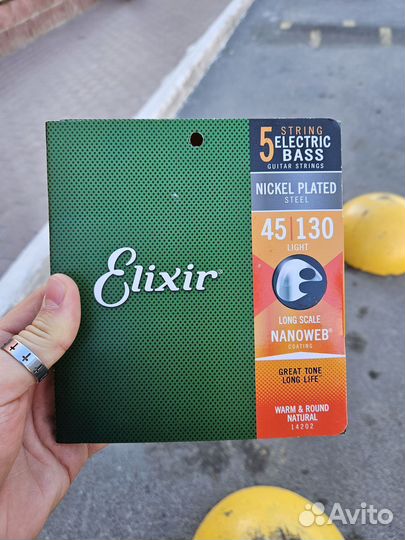 Elixir®
5 STRING
ELECTRIC
BASS
GUITAR STRINGS
NICKEL PLATED
STEEL
45|130
LIGHT
LONG SCALE
NANOWEB®
COATING
GREAT TONE
LONG LIFE
WARM & ROUND
NATURAL
14202
Avito